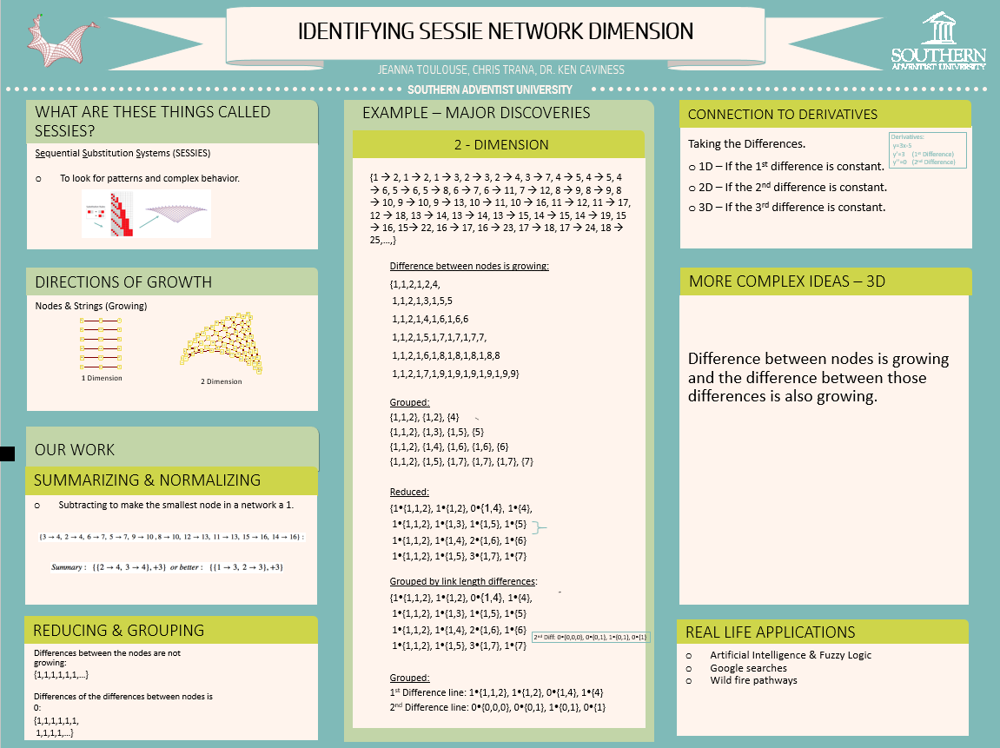 IDENTIFYING SESSIE NETWORK DIMENSION
JEANNA TOULOUSE, CHRIS TRANA, DR. KEN CAVINESS
SOUTHERN ADVENTIST UNIVERSITY
SOUTHERN
ADVENTIST UNIVERSITY
WHAT ARE THESE THINGS CALLED
SESSIES?
Sequential Substitution Systems (SESSIES)
o To look for patterns and complex behavior.
DIRECTIONS OF GROWTH
Nodes & Strings (Growing)
1 Dimension
2 Dimension
OUR WORK
SUMMARIZING & NORMALIZING
o Subtracting to make the smallest node in a network a 1.
{3 → 4, 2 → 4, 6 → 7, 5 → 7, 9 → 10, 8 → 10, 12 → 13, 11 → 13, 15 → 16, 14 → 16} :
Summary : {{2 → 4, 3 → 4}, +3} or better : {{1 → 3, 2 → 3}, +3}
REDUCING & GROUPING
Differences between the nodes are not
growing:
{1,1,1,1,1,1,...}
Differences of the differences between nodes is
0:
{1,1,1,1,1,1,
1,1,1,1,...}
EXAMPLE – MAJOR DISCOVERIES
2 - DIMENSION
{1 → 2, 1 → 2, 1 → 3, 2 → 3, 2 → 4, 3 → 7, 4 → 5, 4 → 5, 4
→ 6, 5 → 6, 5 → 8, 6 → 7, 6 → 11, 7 → 12, 8 → 9, 8 → 9, 8
→ 10, 9 → 10, 9 → 13, 10 → 11, 10 → 16, 11 → 12, 11 → 17,
12 → 18, 13 → 14, 13 → 14, 13 → 15, 14 → 15, 14 → 19, 15
→ 16, 15→ 22, 16 → 17, 16 → 23, 17 → 18, 17 → 24, 18 →
25,...,}
Difference between nodes is growing:
{1,1,2,1,2,4,
1,1,2,1,3,1,5,5
1,1,2,1,4,1,6,1,6,6
1,1,2,1,5,1,7,1,7,1,7,7,
1,1,2,1,6,1,8,1,8,1,8,1,8,8
1,1,2,1,7,1,9,1,9,1,9,1,9,1,9,9}
Grouped:
{1,1,2}, {1,2}, {4}
{1,1,2}, {1,3}, {1,5}, {5}
{1,1,2}, {1,4}, {1,6}, {1,6}, {6}
{1,1,2}, {1,5}, {1,7}, {1,7}, {1,7}, {7}
Reduced:
{1•{1,1,2}, 1•{1,2}, 0•{1,4}, 1•{4},
1•{1,1,2}, 1•{1,3}, 1•{1,5}, 1•{5}
1•{1,1,2}, 1•{1,4}, 2•{1,6}, 1•{6}
1•{1,1,2}, 1•{1,5}, 3•{1,7}, 1•{7}
Grouped by link length differences:
{1•{1,1,2}, 1•{1,2}, 0•{1,4}, 1•{4},
1•{1,1,2}, 1•{1,3}, 1•{1,5}, 1•{5}
1•{1,1,2}, 1•{1,4}, 2•{1,6}, 1•{6}
1•{1,1,2}, 1•{1,5}, 3•{1,7}, 1•{7}
2nd Diff: 0•{0,0,0}, 0•{0,1}, 1•{0,1}, 0•{1}
Grouped:
1st Difference line: 1•{1,1,2}, 1•{1,2}, 0•{1,4}, 1•{4}
2nd Difference line: 0•{0,0,0}, 0•{0,1}, 1•{0,1}, 0•{1}
CONNECTION TO DERIVATIVES
Taking the Differences.
o 1D – If the 1st difference is constant.
o 2D – If the 2nd difference is constant.
o 3D – If the 3rd difference is constant.
Derivatives:
y=3x-5
y'=3 (1st Difference)
y''=0 (2nd Difference)
MORE COMPLEX IDEAS – 3D
Difference between nodes is growing
and the difference between those
differences is also growing.
REAL LIFE APPLICATIONS
o Artificial Intelligence & Fuzzy Logic
o Google searches
o Wild fire pathways